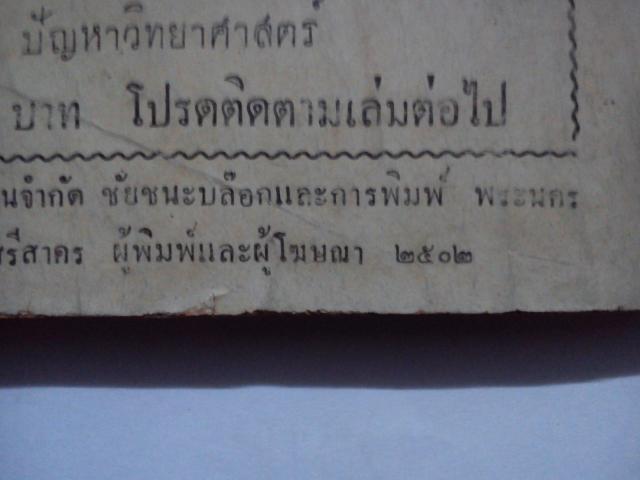 ปัญหาวิทยาศาสตร์
บาท โปรดติดตามเล่มต่อไป
นจำกัด ชัยชนะบล๊อกและการพิมพ์ พระนคร
รีสาคร ผู้พิมพ์และผู้โฆษณา ๒๕๐๒